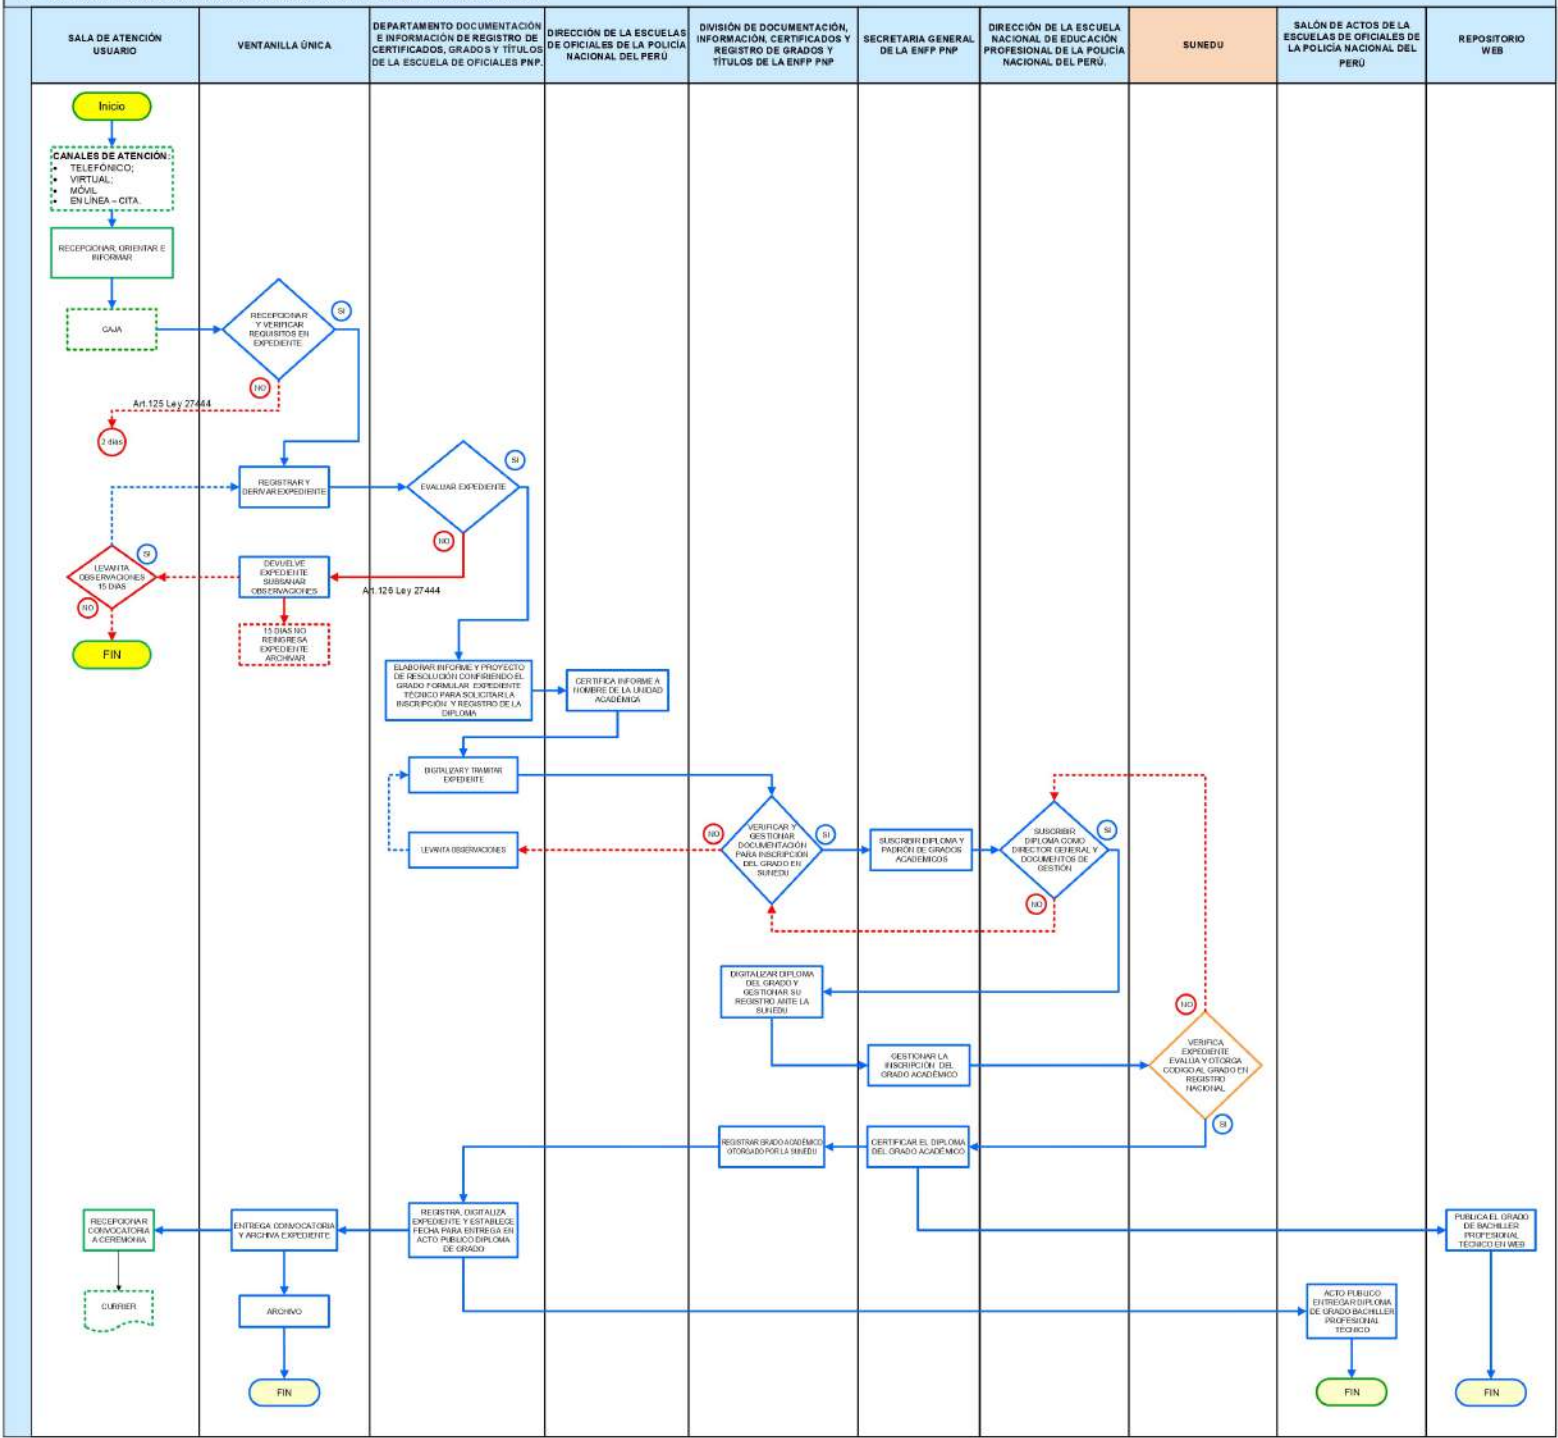 SALA DE ATENCIÓN
USUARIO
VENTANILLA ÚNICA
DEPARTAMENTO DOCUMENTACIÓN
E INFORMACIÓN DE REGISTRO DE
CERTIFICADOS, GRADOS Y TÍTULOS
DE LA ESCUELA DE OFICIALES PNP.
DIRECCIÓN DE LA ESCUELAS
DE OFICIALES DE LA POLICÍA
NACIONAL DEL PERÚ
DIVISIÓN DE DOCUMENTACIÓN,
INFORMACIÓN, CERTIFICADOS Y
REGISTRO DE GRADOS Y
TÍTULOS DE LA ENFP PNP
SECRETARIA GENERAL
DE LA ENFP PNP
DIRECCIÓN DE LA ESCUELA
NACIONAL DE EDUCACIÓN
PROFESIONAL DE LA POLICÍA
NACIONAL DEL PERÚ.
SUNEDU
SALÓN DE ACTOS DE LA
ESCUELAS DE OFICIALES DE
LA POLICÍA NACIONAL DEL
PERÚ
REPOSITORIO
WEB
Inicio
CANALES DE ATENCIÓN:
• TELEFÓNICO;
• VIRTUAL;
• MÓVIL
• EN LÍNEA – CITA.
RECEPCIONAR, ORIENTAR E
INFORMAR
CAJA
RECEPCIONAR
Y VERIFICAR
REQUISITOS EN
EXPEDIENTE
SI
NO
Art.125 Ley 27444
2 días
REGISTRAR Y
DERIVAR EXPEDIENTE
EVALUAR EXPEDIENTE
SI
NO
LEVANTA
OBSERVACIONES
15 DIAS
SI
NO
FIN
DEVUELVE
EXPEDIENTE
SUBSANAR
OBSERVACIONES
Art.126 Ley 27444
15 DIAS NO
REINGRESA
EXPEDIENTE
ARCHIVAR
ELABORAR INFORME Y PROYECTO
DE RESOLUCIÓN CONFIRIENDO EL
GRADO FORMULAR EXPEDIENTE
TÉCNICO PARA SOLICITAR LA
INSCRIPCIÓN Y REGISTRO DE LA
DIPLOMA
CERTIFICA INFORME A
NOMBRE DE LA UNIDAD
ACADÉMICA
DIGITALIZAR Y TRAMITAR
EXPEDIENTE
LEVANTA OBSERVACIONES
NO
VERIFICAR Y
GESTIONAR
DOCUMENTACIÓN
PARA INSCRIPCIÓN
DEL GRADO EN
SUNEDU
SI
SUSCRIBIR DIPLOMA Y
PADRÓN DE GRADOS
ACADEMICOS
SUSCRIBIR
DIPLOMA COMO
DIRECTOR GENERAL Y
DOCUMENTOS DE
GESTIÓN
SI
NO
DIGITALIZAR DIPLOMA
DEL GRADO Y
GESTIONAR SU
REGISTRO ANTE LA
SUNEDU
NO
GESTIONAR LA
INSCRIPCIÓN DEL
GRADO ACADÉMICO
VERIFICA
EXPEDIENTE
EVALÚA Y OTORGA
CODIGO AL GRADO EN
REGISTRO
NACIONAL
SI
REGISTRAR GRADO ACADÉMICO
OTORGADO POR LA SUNEDU
CERTIFICAR EL DIPLOMA
DEL GRADO ACADÉMICO
RECEPCIONAR
CONVOCATORIA
A CEREMONIA
ENTREGA CONVOCATORIA
Y ARCHIVA EXPEDIENTE
REGISTRA, DIGITALIZA
EXPEDIENTE Y ESTABLECE
FECHA PARA ENTREGA EN
ACTO PUBLICO DIPLOMA
DE GRADO
PUBLICA EL GRADO
DE BACHILLER
PROFESIONAL
TÉCNICO EN WEB
CURRIER
ARCHIVO
ACTO PUBLICO
ENTREGAR DIPLOMA
DE GRADO BACHILLER
PROFESIONAL
TECNICO
FIN
FIN
FIN